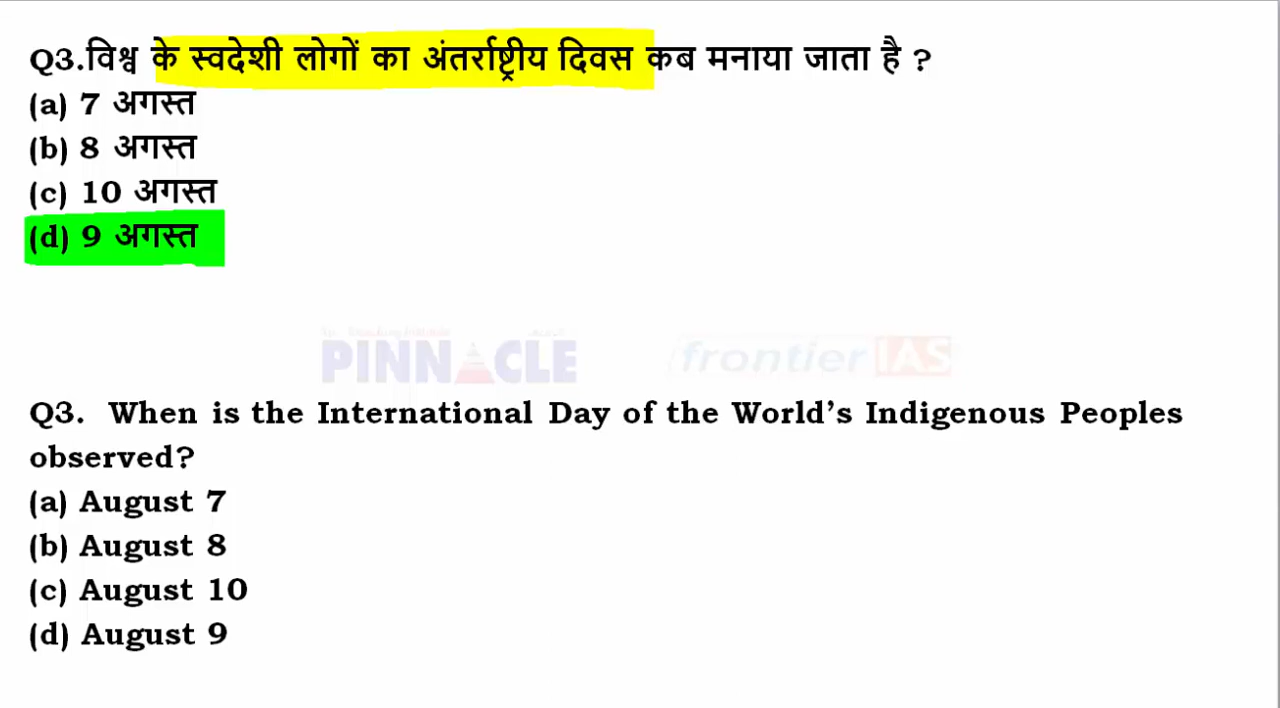 Q3.विश्व के स्वदेशी लोगों का अंतर्राष्ट्रीय दिवस कब मनाया जाता है ?
(a) 7 अगस्त
(b) 8 अगस्त
(c) 10 अगस्त
(d) 9 अगस्त
PINNACLE frontier IAS
Q3. When is the International Day of the World’s Indigenous Peoples
observed?
(a) August 7
(b) August 8
(c) August 10
(d) August 9